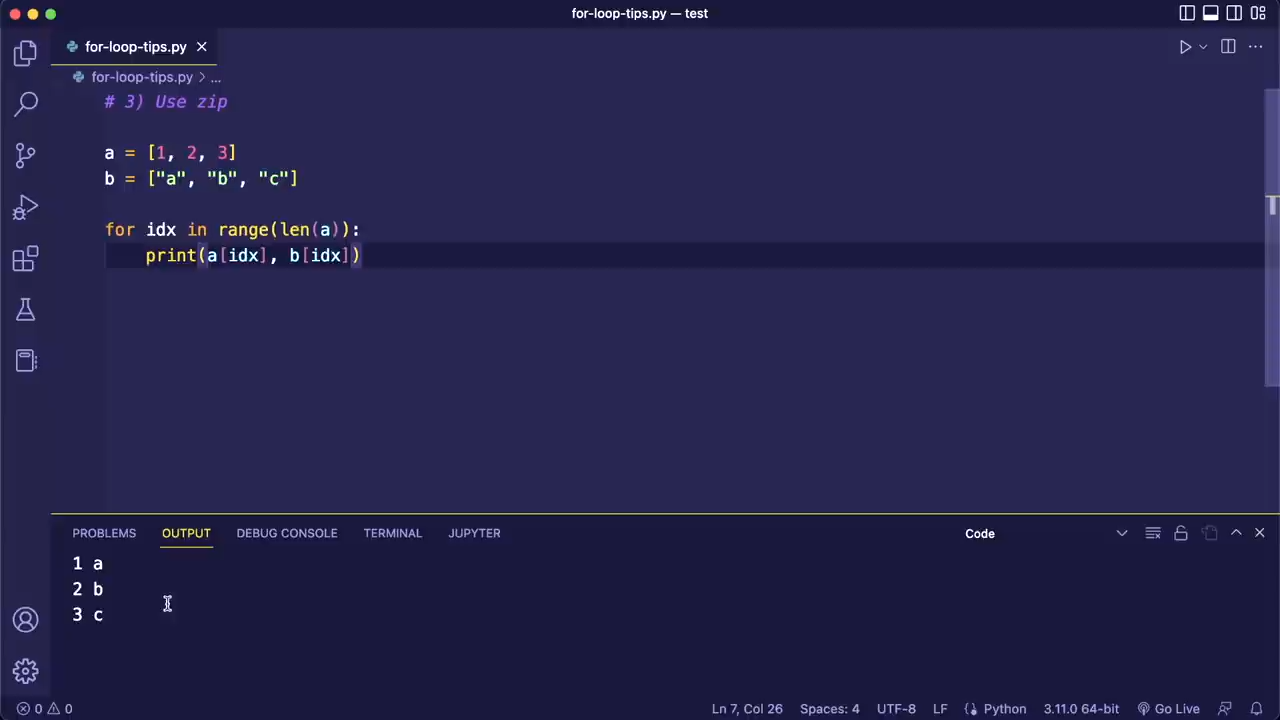 for-loop-tips.py — test
for-loop-tips.py
for-loop-tips.py > ...
# 3) Use zip
a = [1, 2, 3]
b = ["a", "b", "c"]
for idx in range(len(a)):
    print(a[idx], b[idx])
PROBLEMS OUTPUT DEBUG CONSOLE TERMINAL JUPYTER Code
1 a
2 b
3 c
0 0 Ln 7, Col 26 Spaces: 4 UTF-8 LF Python 3.11.0 64-bit Go Live